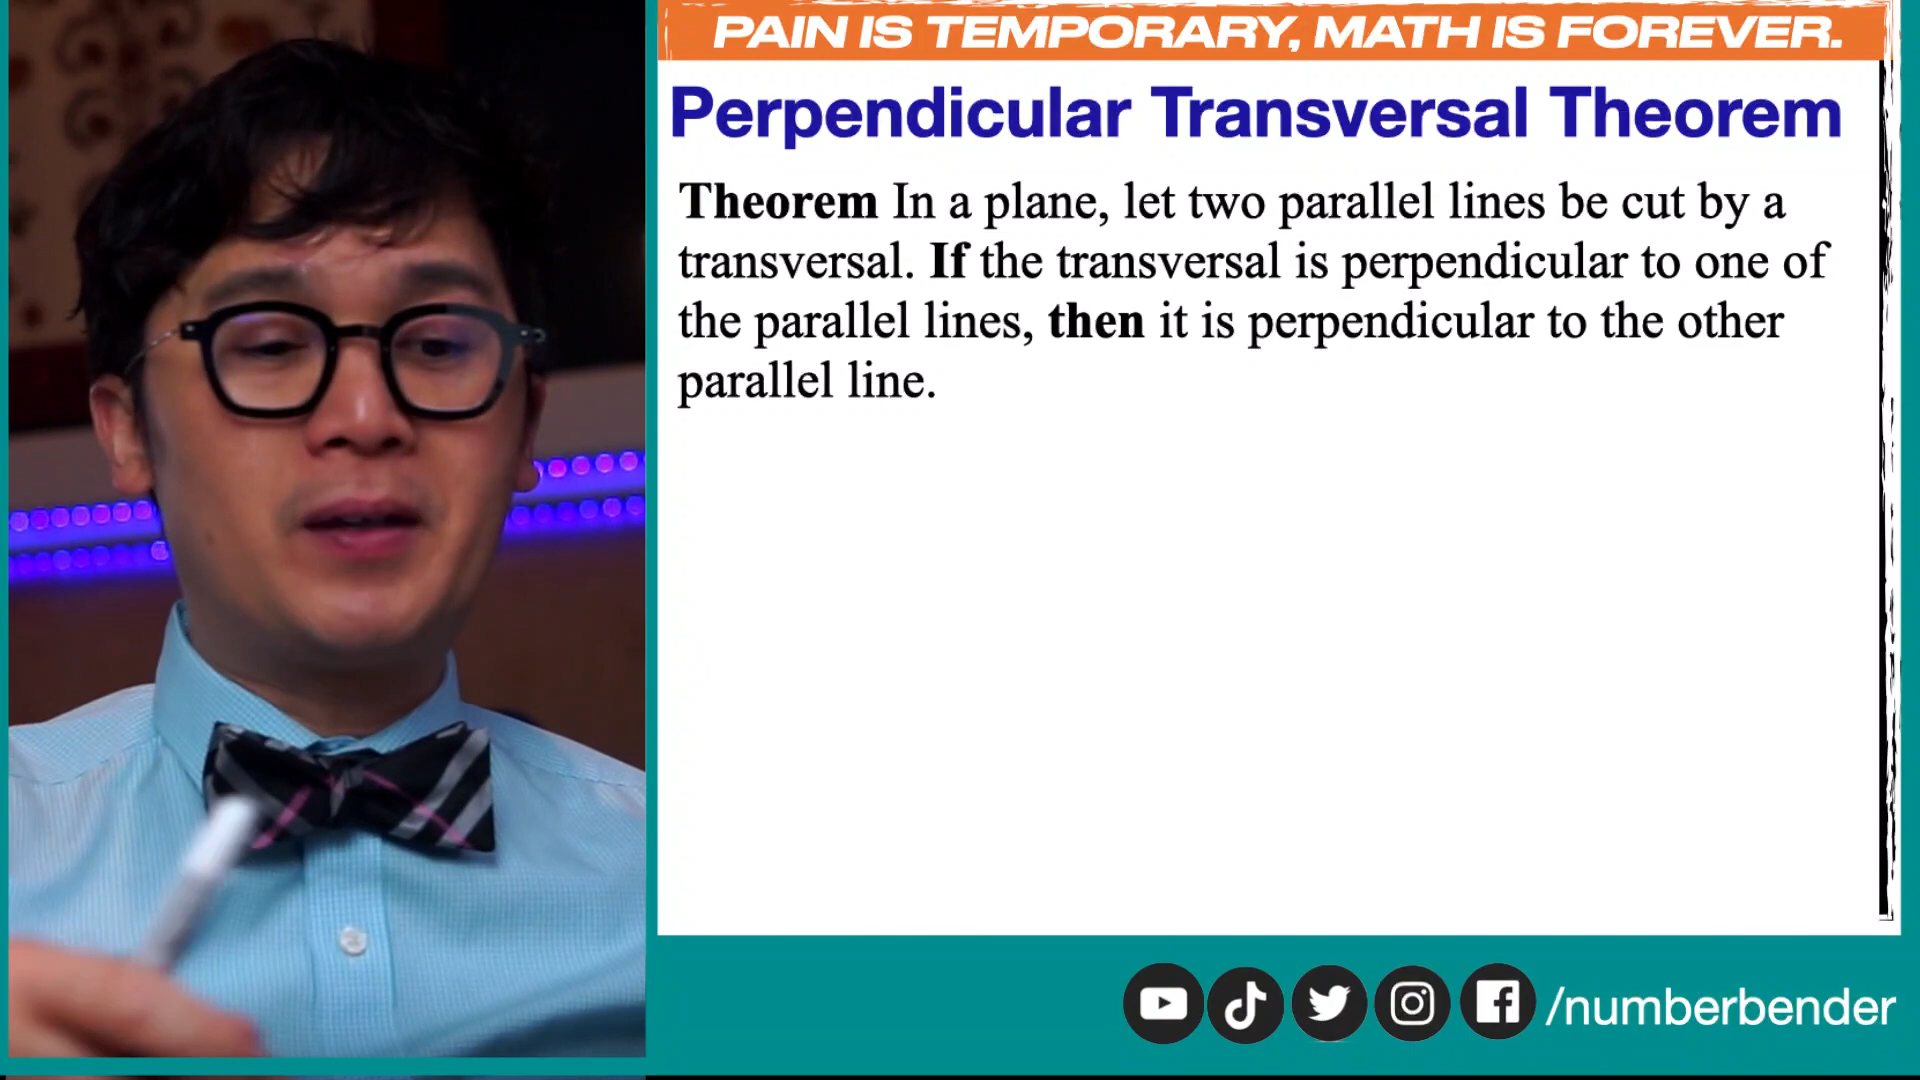 PAIN IS TEMPORARY, MATH IS FOREVER.
Perpendicular Transversal Theorem
Theorem In a plane, let two parallel lines be cut by a
transversal. If the transversal is perpendicular to one of
the parallel lines, then it is perpendicular to the other
parallel line.
/numberbender